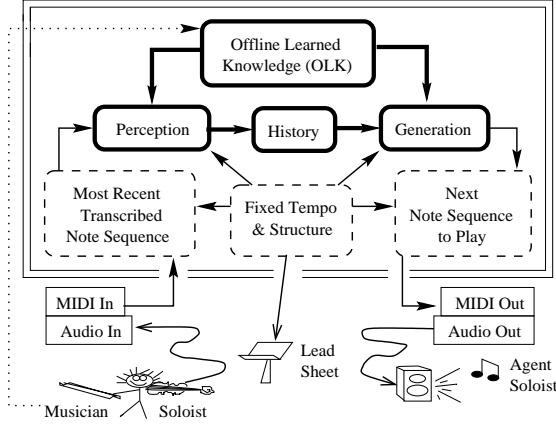 Offline Learned
Knowledge (OLK)
Perception
History
Generation
Most Recent
Transcribed
Note Sequence
Fixed Tempo
& Structure
Next
Note Sequence
to Play
MIDI In
Audio In
MIDI Out
Audio Out
Lead
Sheet
Agent
Soloist
Musician
Soloist